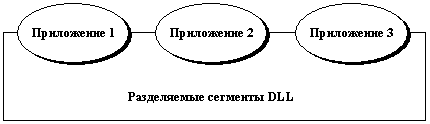 Приложение 1 Приложение 2 Приложение 3
Разделяемые сегменты DLL